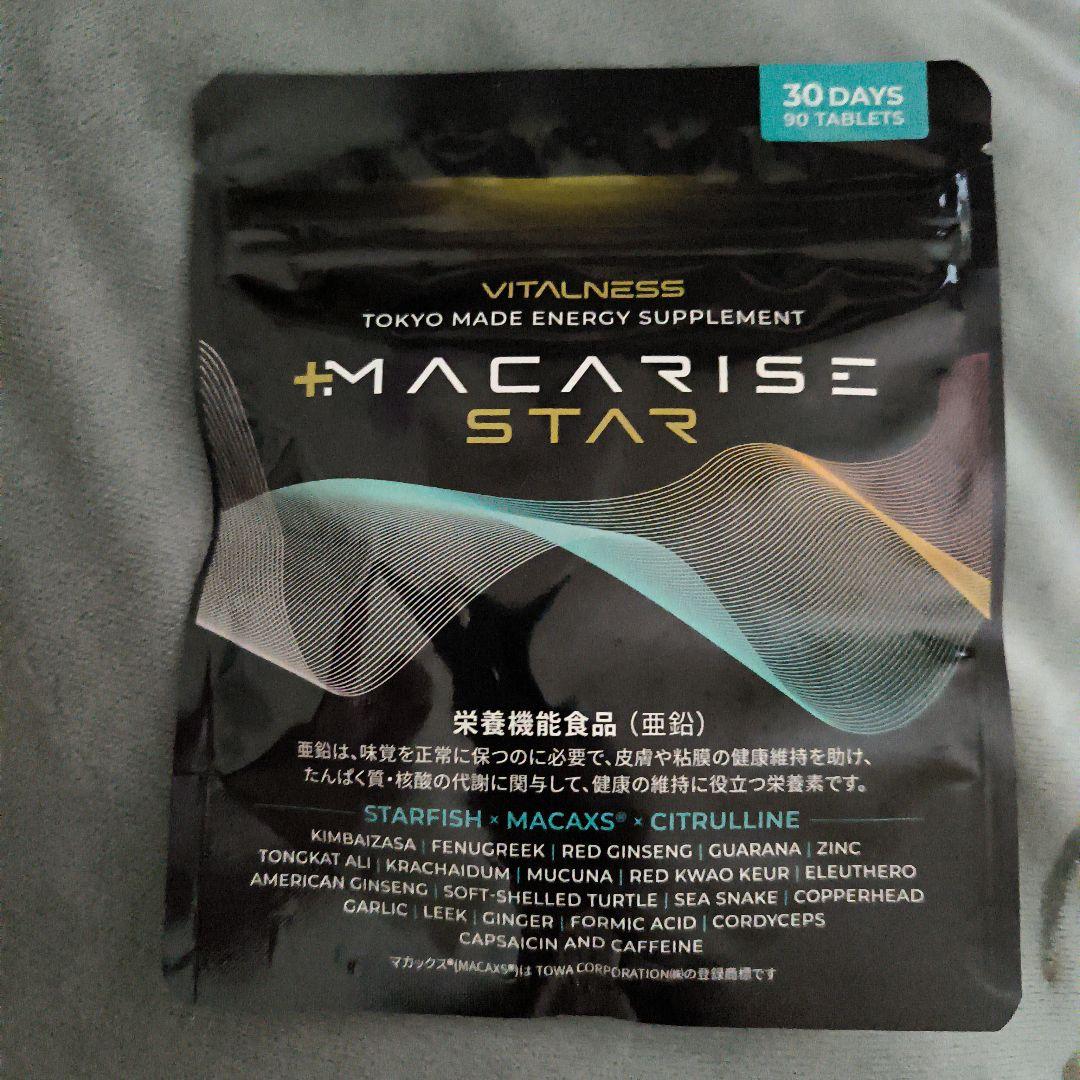 30 DAYS
90 TABLETS
VITALNESS
TOKYO MADE ENERGY SUPPLEMENT
+MACARISE
STAR
栄養機能食品（亜鉛）
亜鉛は、味覚を正常に保つのに必要で、皮膚や粘膜の健康維持を助け、
たんぱく質・核酸の代謝に関与して、健康の維持に役立つ栄養素です。
STARFISH × MACAXS® × CITRULLINE
KIMBAIZASA | FENUGREEK | RED GINSENG | GUARANA | ZINC
TONGKAT ALI | KRACHAIDUM | MUCUNA | RED KWAO KEUR | ELEUTHERO
AMERICAN GINSENG | SOFT-SHELLED TURTLE | SEA SNAKE | COPPERHEAD
GARLIC | LEEK | GINGER | FORMIC ACID | CORDYCEPS
CAPSAICIN AND CAFFEINE
マカックス®(MACAXS®)は TOWA CORPORATION㈱の登録商標です